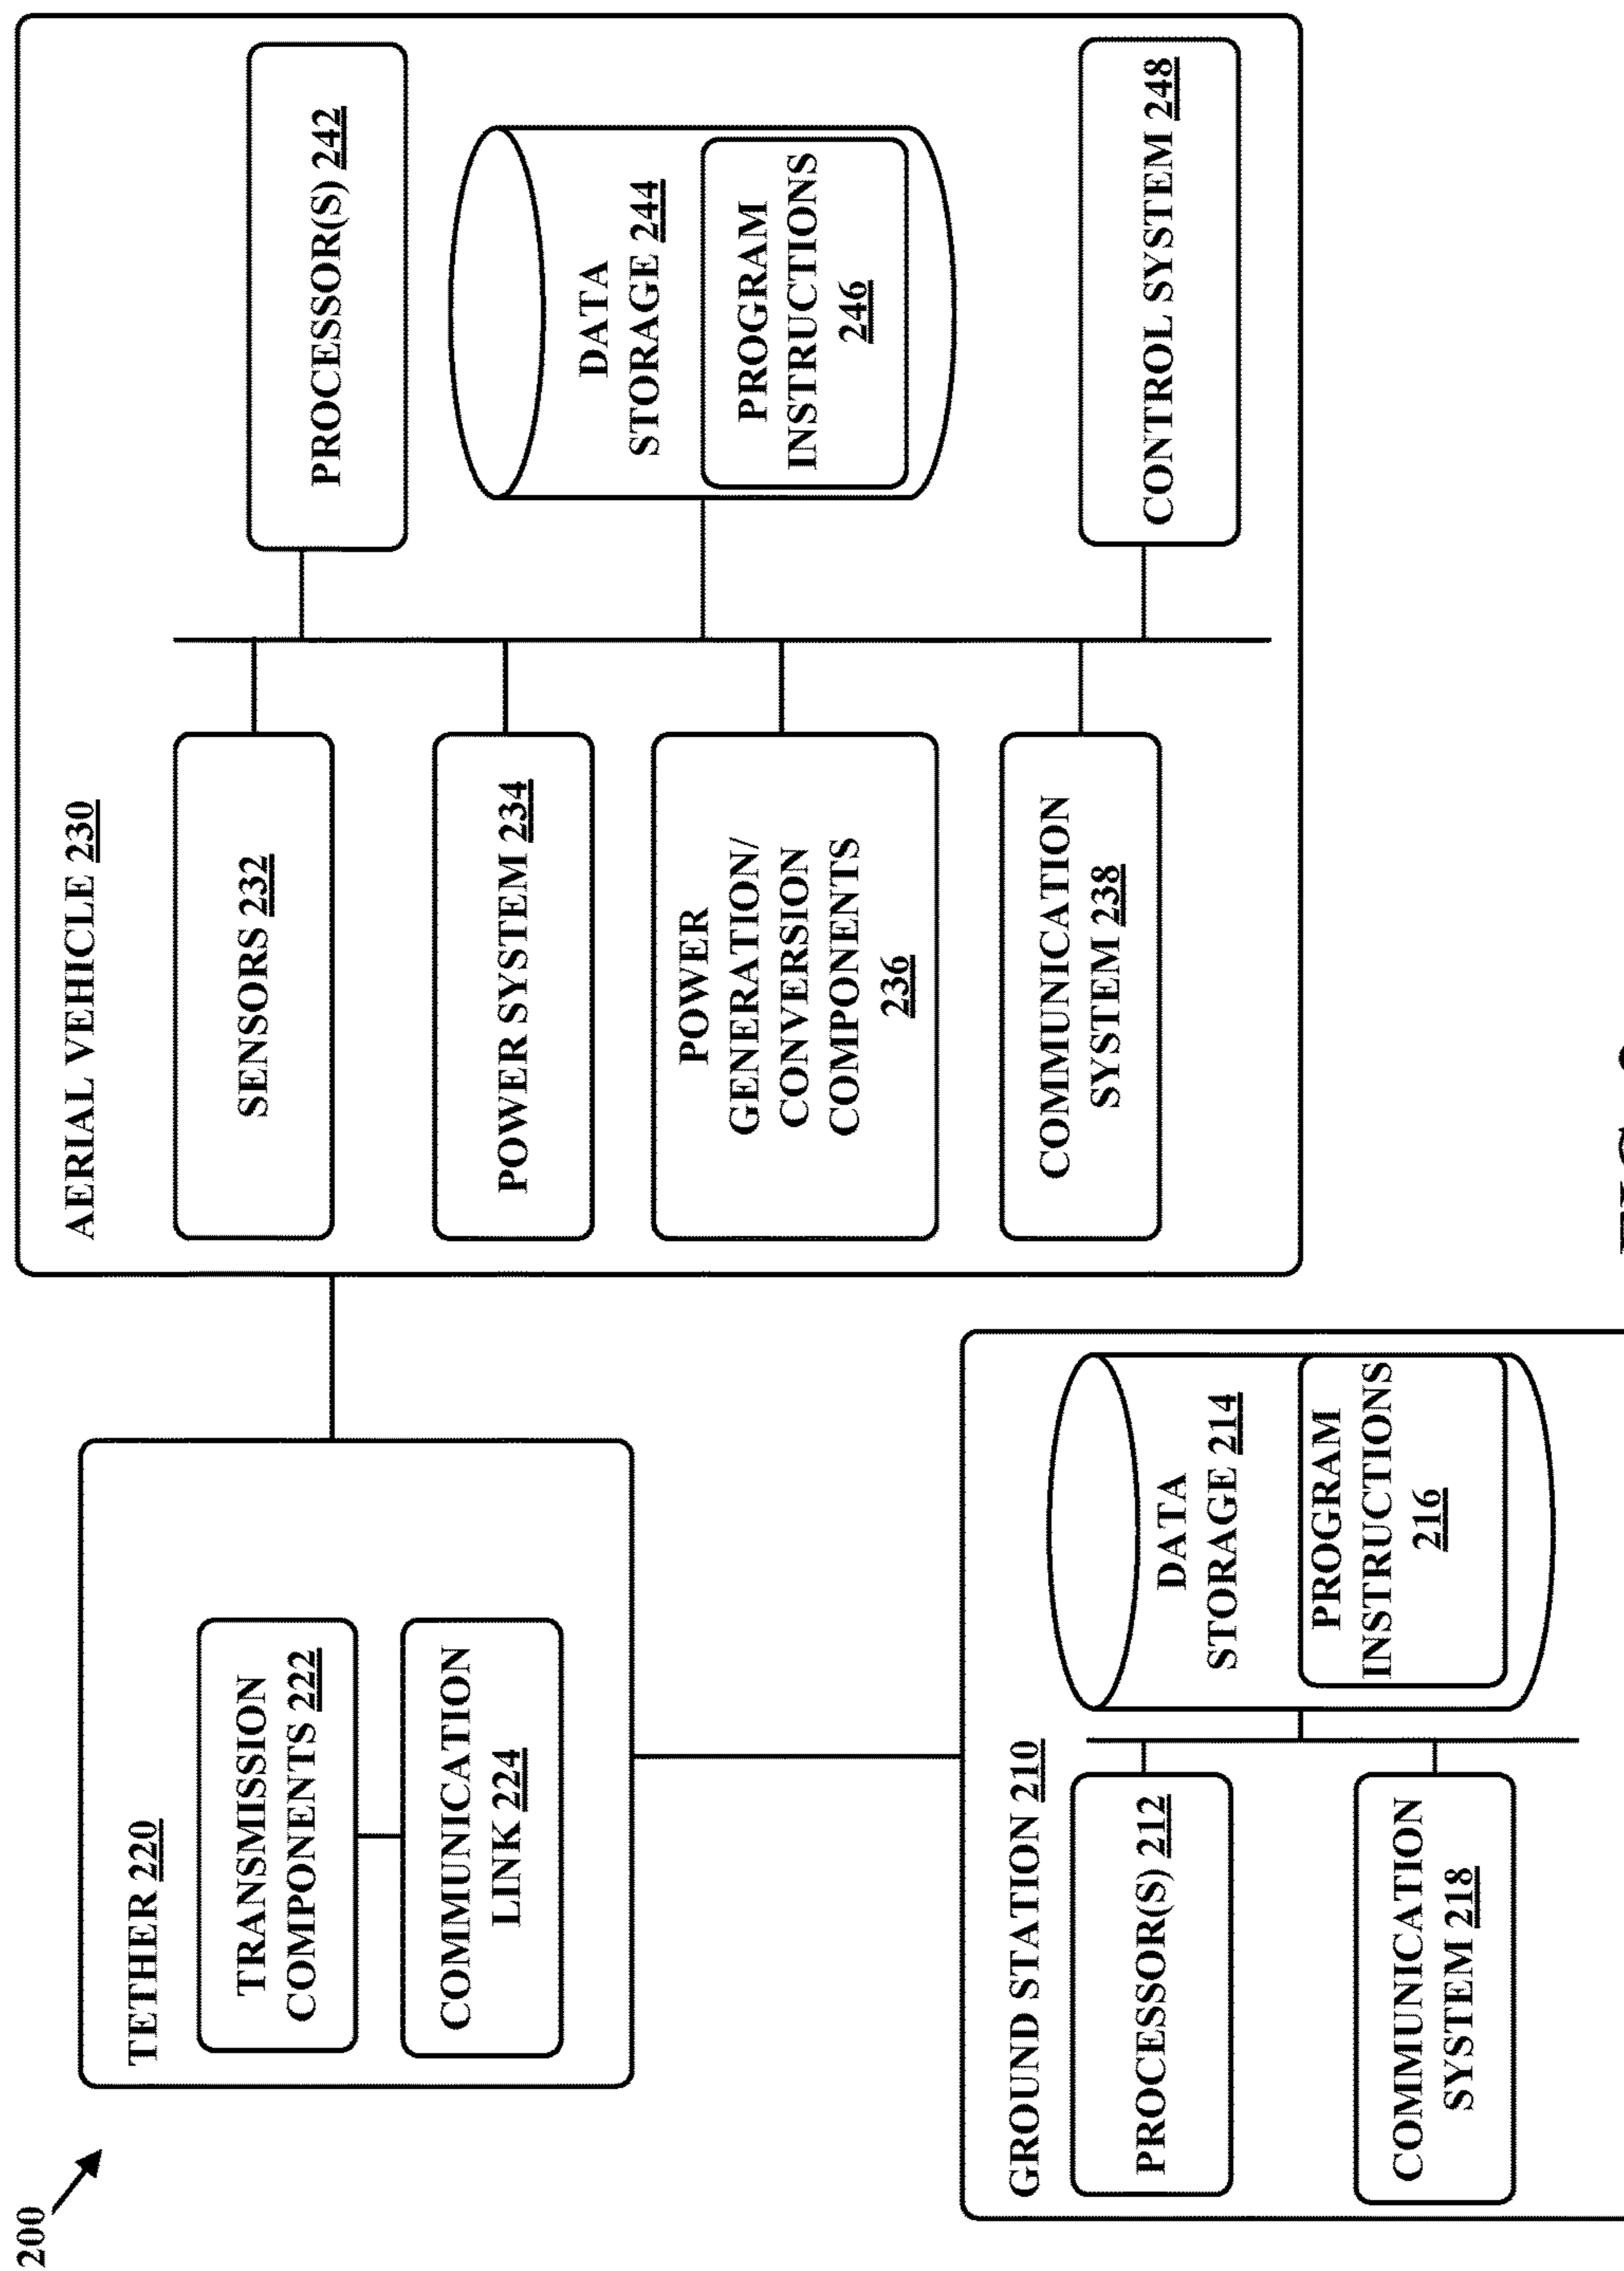 200
TETHER 220
TRANSMISSION
COMPONENTS 222
COMMUNICATION
LINK 224
AERIAL VEHICLE 230
SENSORS 232
POWER SYSTEM 234
POWER
GENERATION/
CONVERSION
COMPONENTS
236
COMMUNICATION
SYSTEM 238
PROCESSOR(S) 242
DATA
STORAGE 244
PROGRAM
INSTRUCTIONS
246
CONTROL SYSTEM 248
GROUND STATION 210
PROCESSOR(S) 212
COMMUNICATION
SYSTEM 218
DATA
STORAGE 214
PROGRAM
INSTRUCTIONS
216